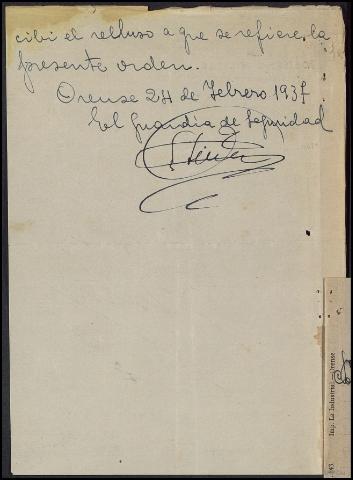 cibi el recluso a que se refiere la
presente orden.
Orense 24 de Febrero 1937
El Guardia de Seguridad
Imp. La Industrial - Orense